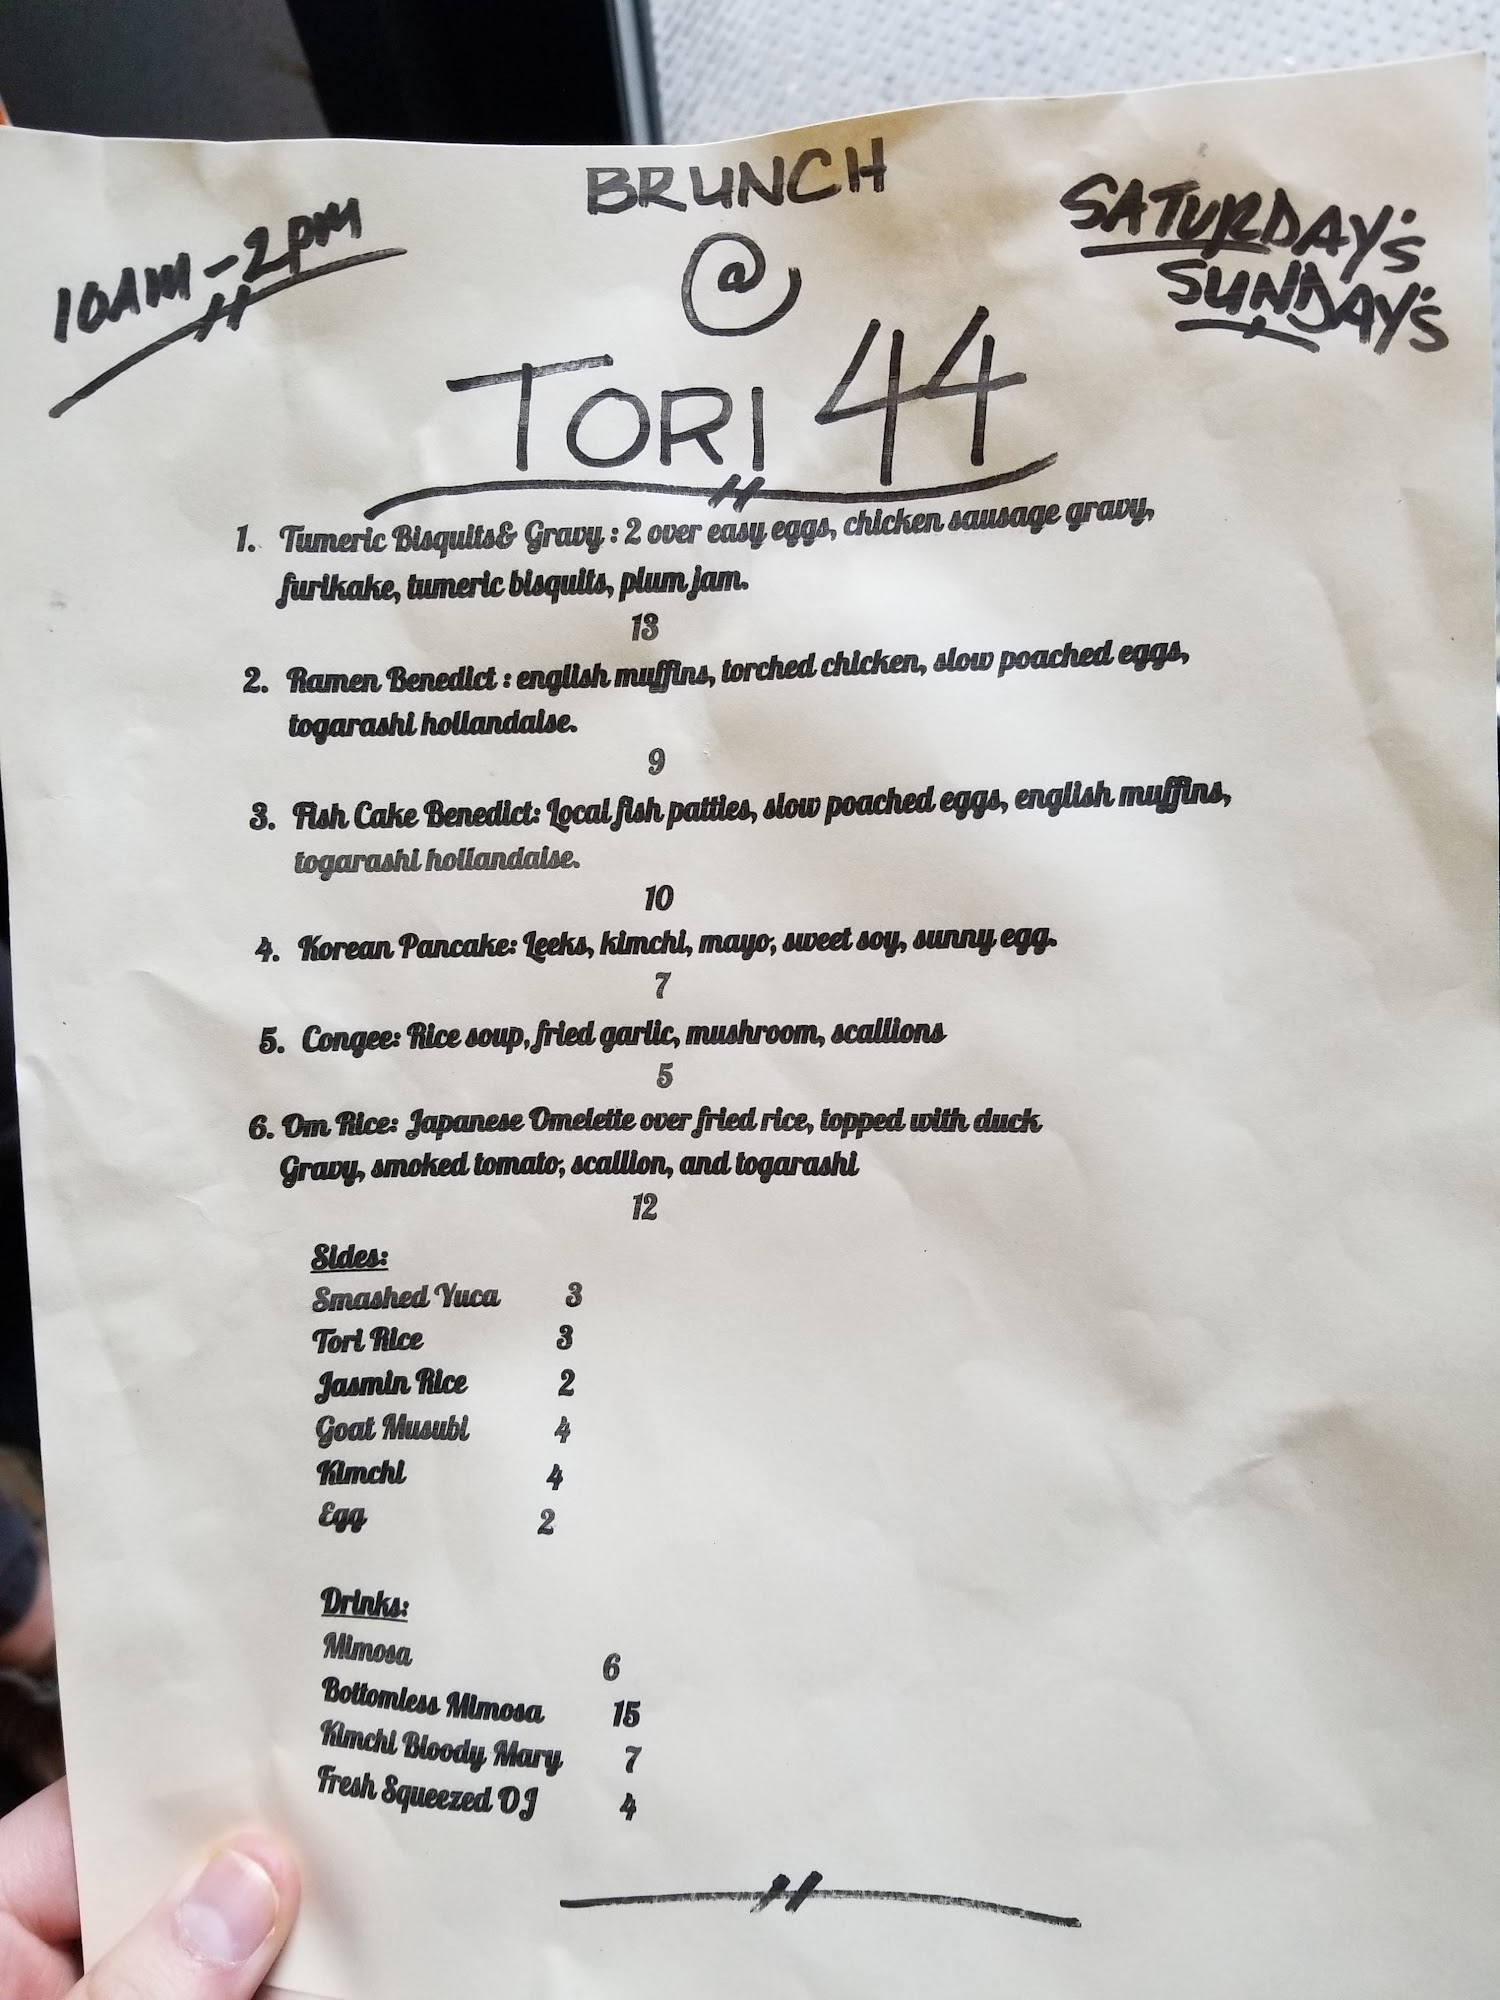 BRUNCH
10AM-2PM
SATURDAY's
SUNDAY's
@
TORI 44
1. Tumeric Bisquits& Gravy : 2 over easy eggs, chicken sausage gravy,
furikake, tumeric bisquits, plum jam.
13
2. Ramen Benedict : english muffins, torched chicken, slow poached eggs,
togarashi hollandaise.
9
3. Fish Cake Benedict: Local fish patties, slow poached eggs, english muffins,
togarashi hollandaise.
10
4. Korean Pancake: Leeks, kimchi, mayo, sweet soy, sunny egg.
7
5. Congee: Rice soup, fried garlic, mushroom, scallions
5
6. Om Rice: Japanese Omelette over fried rice, topped with duck
Gravy, smoked tomato, scallion, and togarashi
12
Sides:
Smashed Yuca 3
Tori Rice 3
Jasmin Rice 2
Goat Musubi 4
Kimchi 4
Egg 2
Drinks:
Mimosa 6
Bottomless Mimosa 15
Kimchi Bloody Mary 7
Fresh Squeezed OJ 4